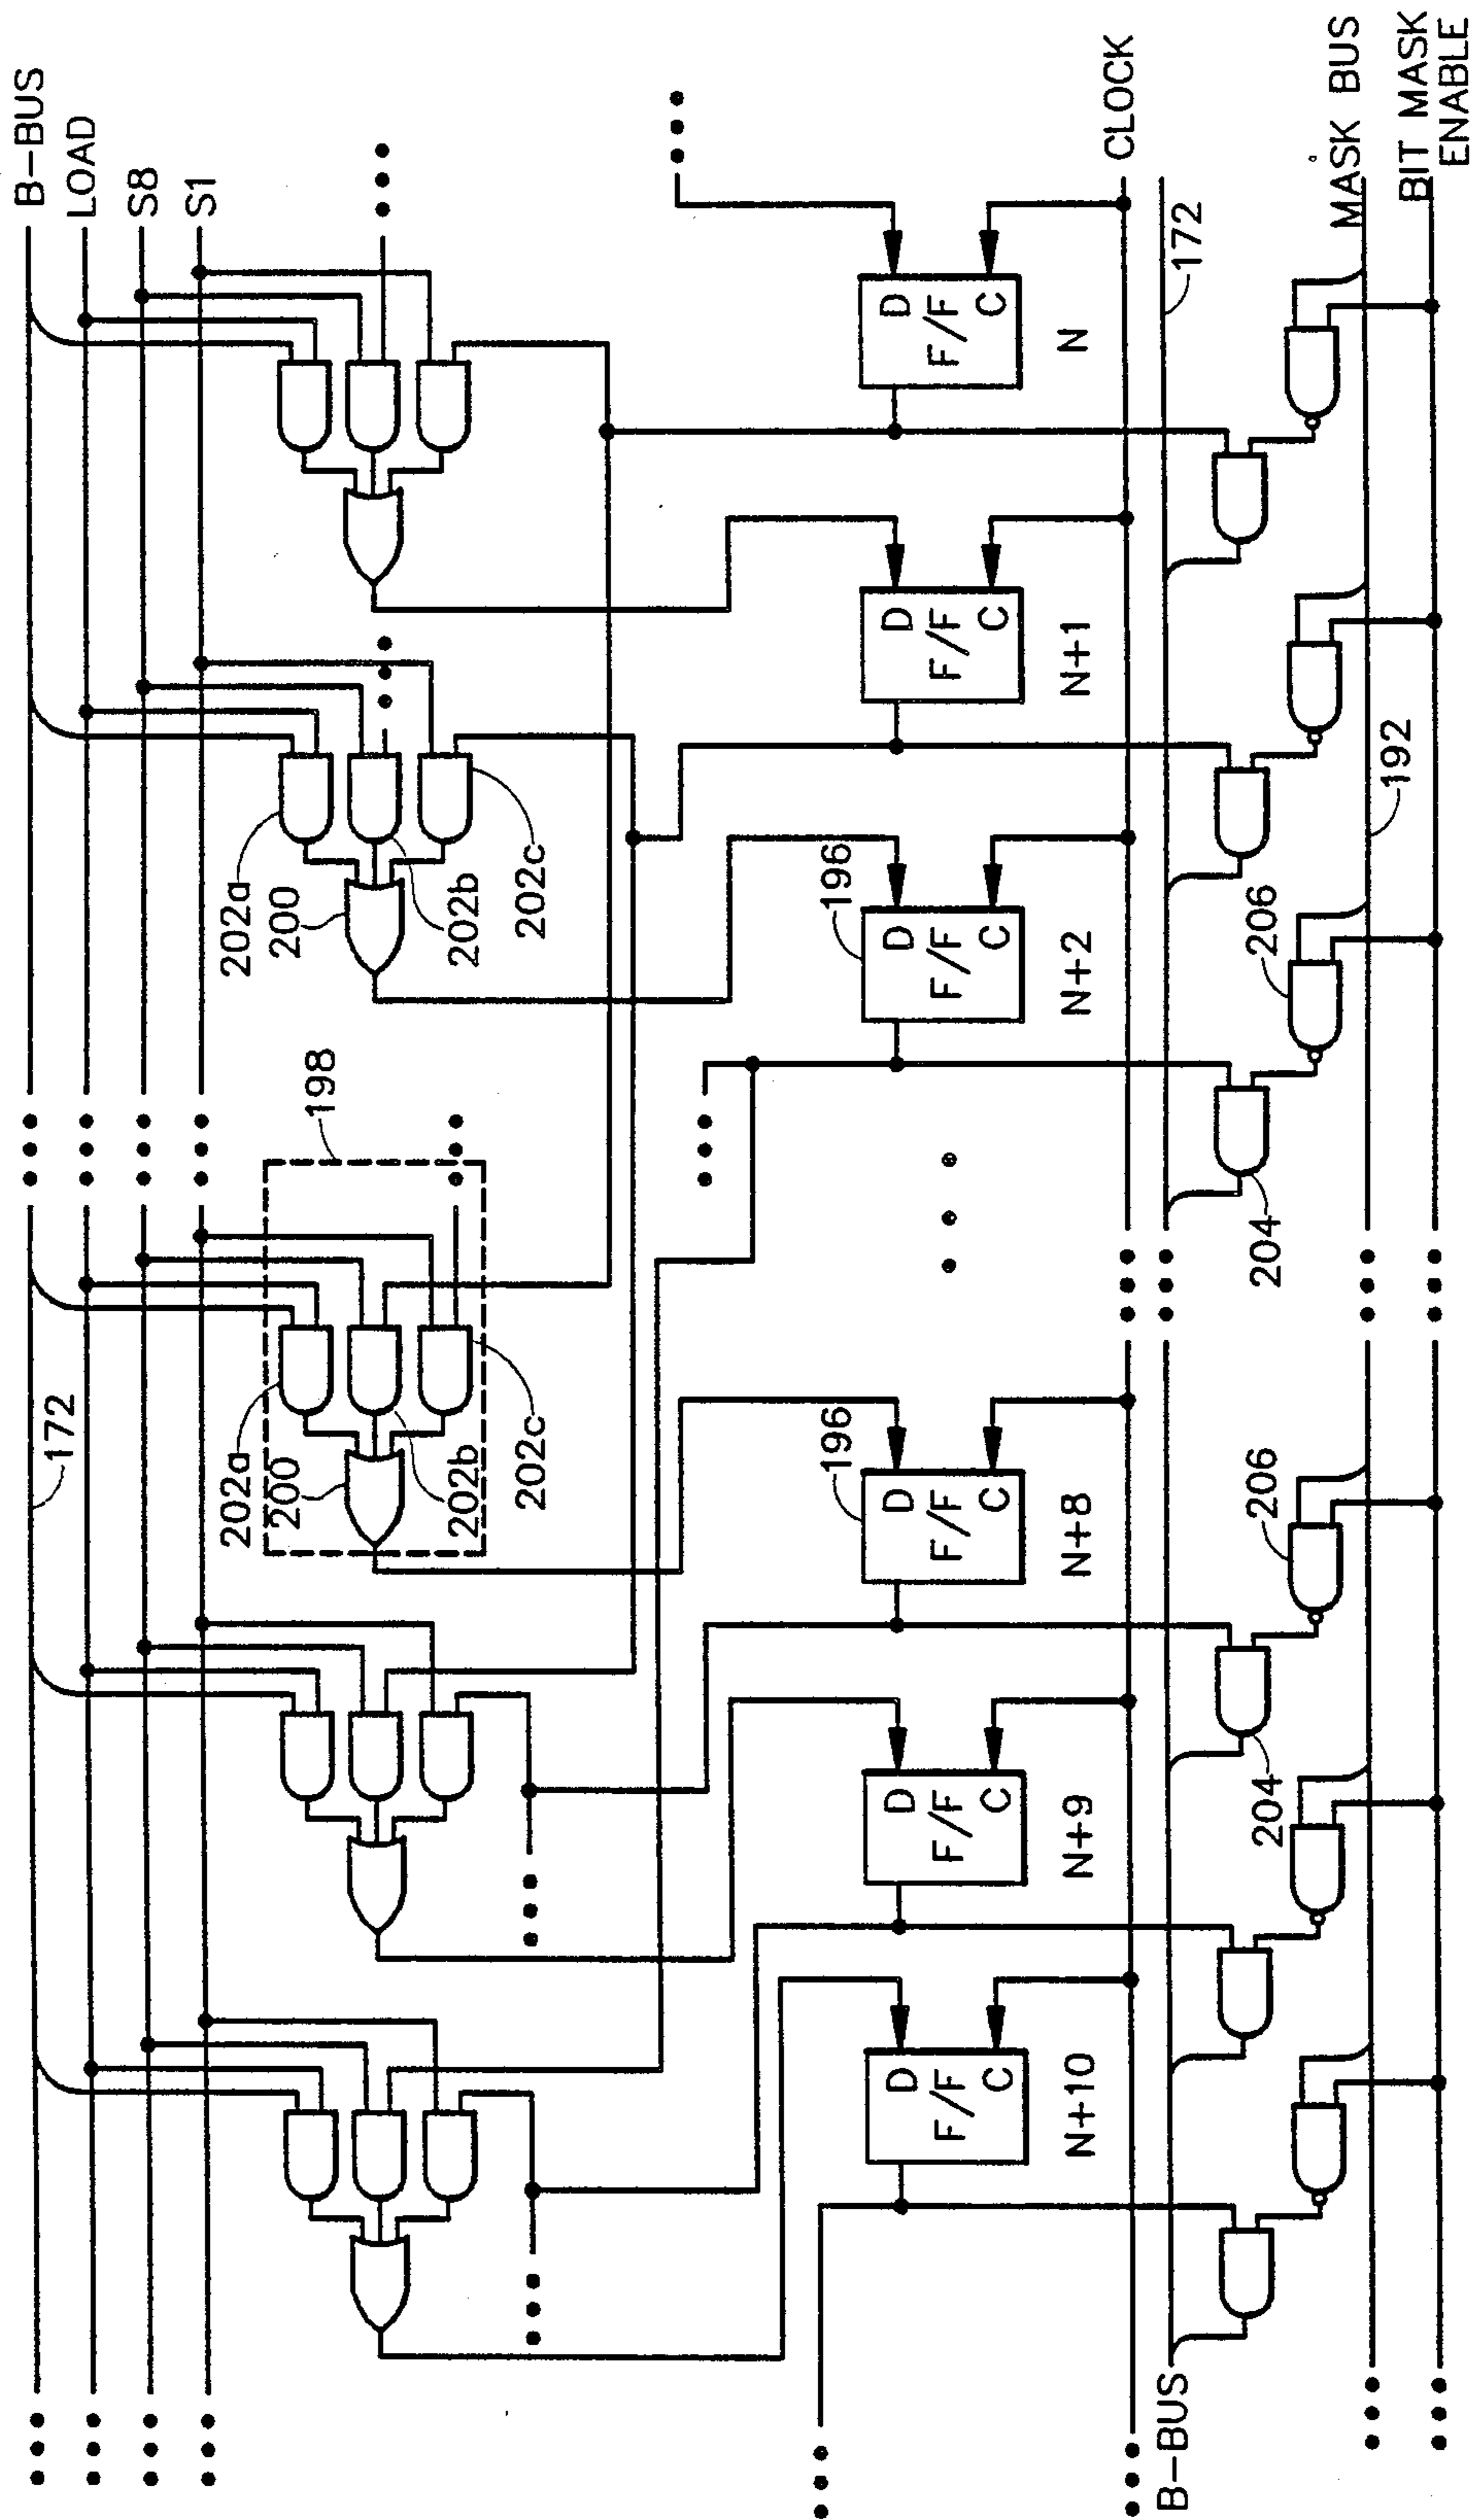 B-BUS
LOAD
S8
S1
172
198
202a
200
202b
202c
202a
200
202b
202c
D
F/F
C
N+10
D
F/F
C
N+9
196
D
F/F
C
N+8
196
D
F/F
C
N+2
D
F/F
C
N+1
D
F/F
C
N
CLOCK
172
B-BUS
204
206
204
206
192
MASK BUS
BIT MASK
ENABLE